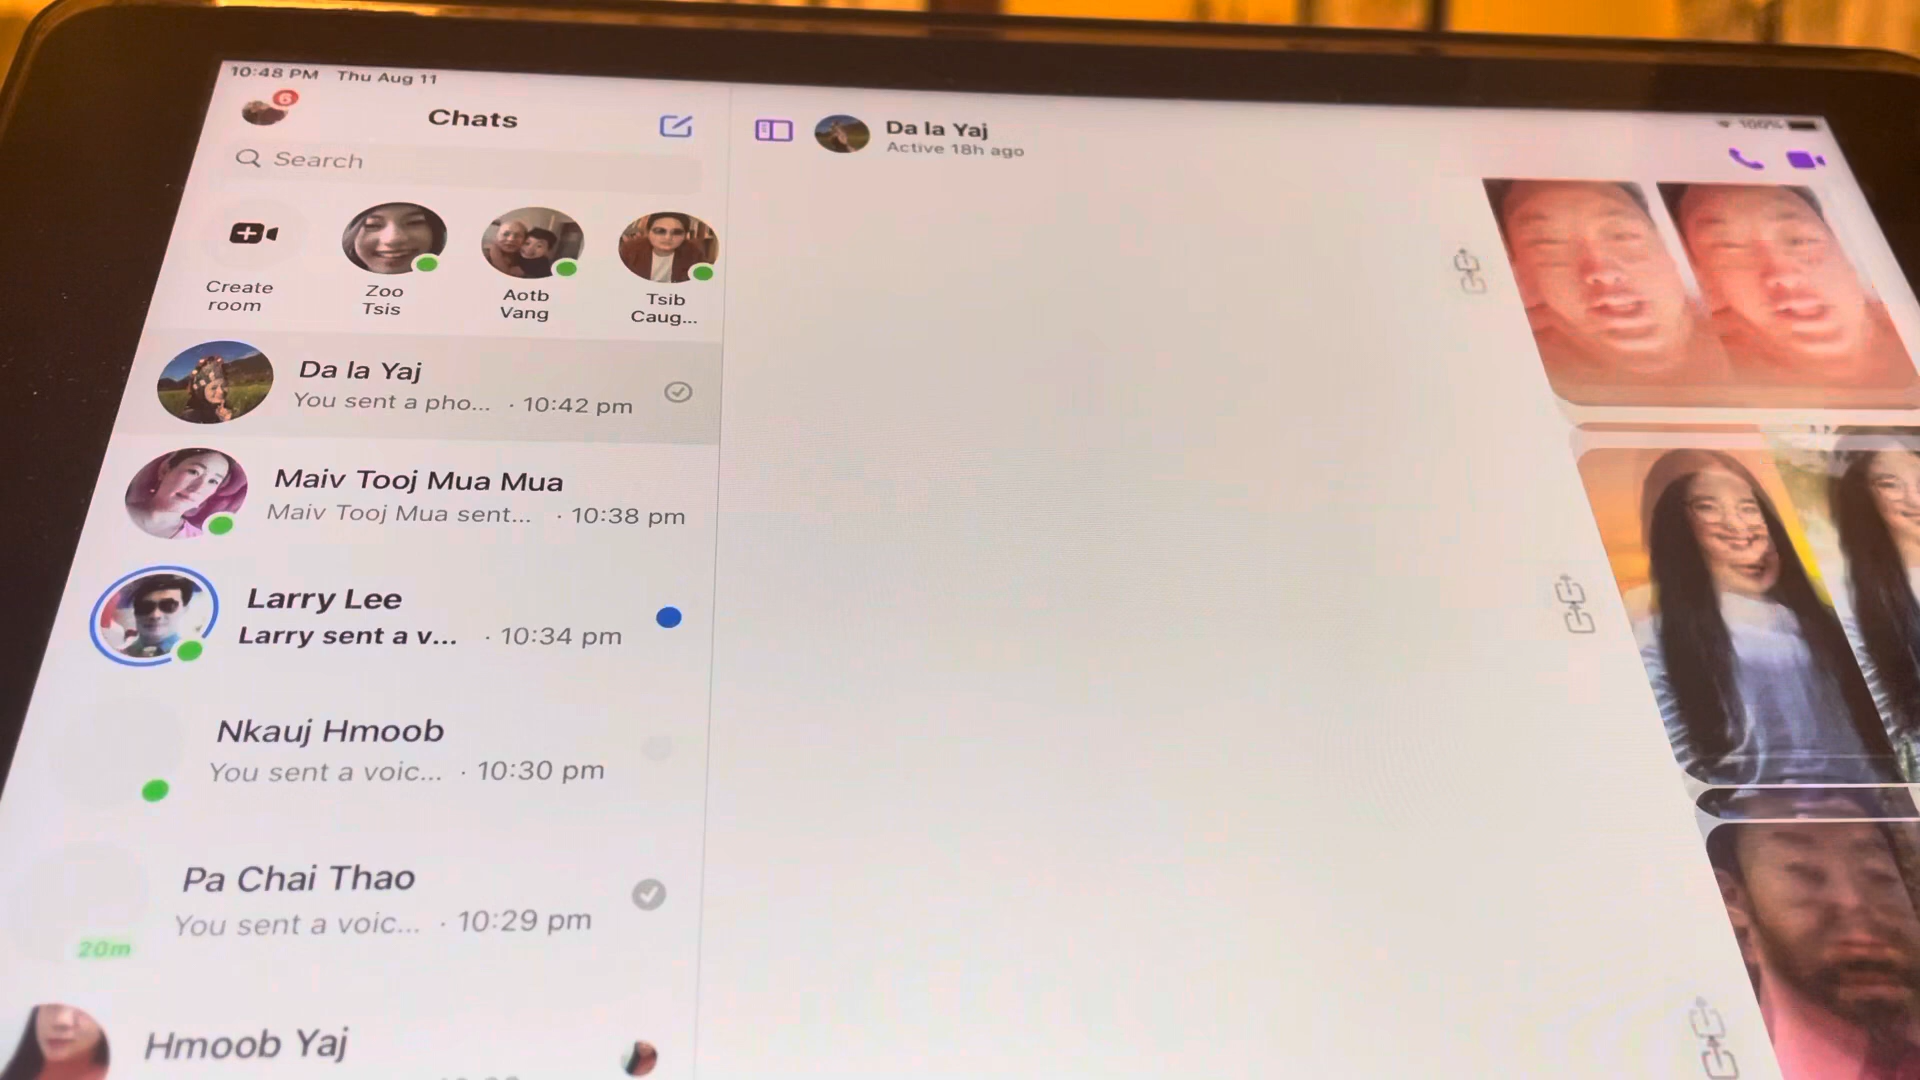 10:48 PM Thu Aug 11
6
Chats
Search
Create
room
Zoo
Tsis
Aotb
Vang
Tsib
Caug...
Da la Yaj
You sent a pho... · 10:42 pm
Maiv Tooj Mua Mua
Maiv Tooj Mua sent... · 10:38 pm
Larry Lee
Larry sent a v... · 10:34 pm
Nkauj Hmoob
You sent a voic... · 10:30 pm
Pa Chai Thao
You sent a voic... · 10:29 pm
20m
Hmoob Yaj
Da la Yaj
Active 18h ago
100%